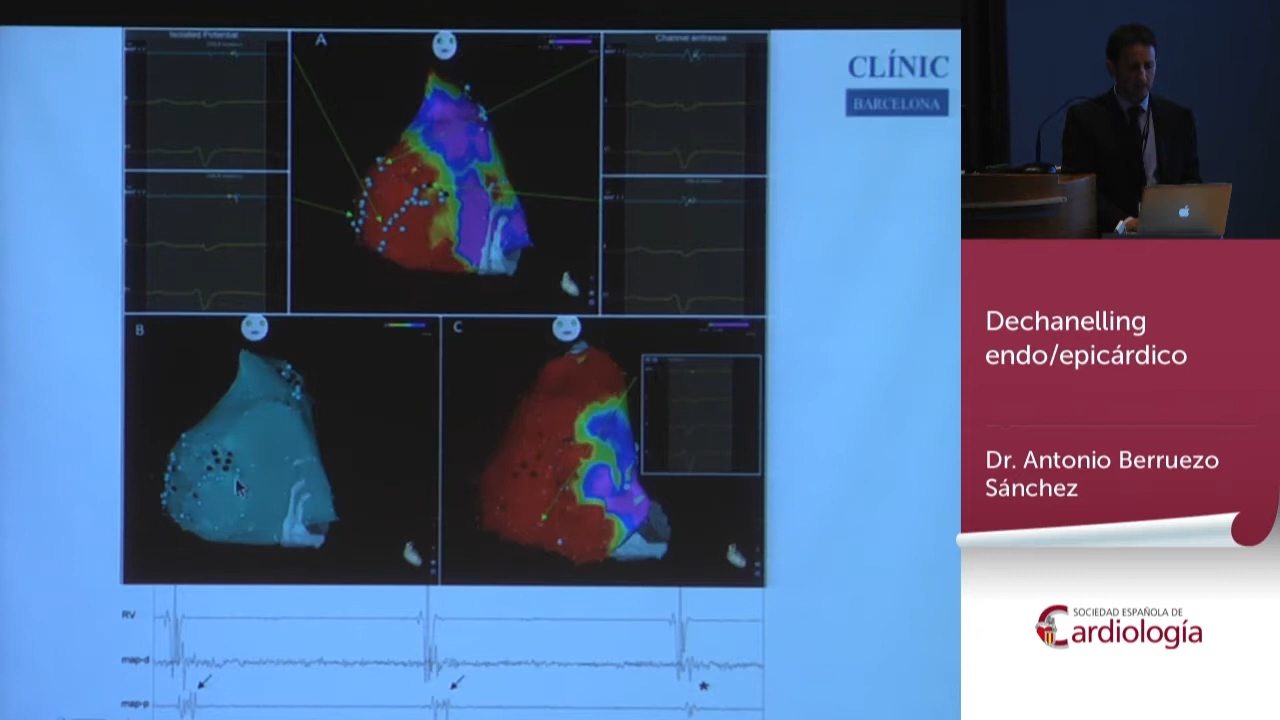 Isolated Potential
A
Channel entrance
CLÍNIC
BARCELONA
B
C
RV
map-d
map-p
Dechanelling
endo/epicárdico
Dr. Antonio Berruezo
Sánchez
SOCIEDAD ESPAÑOLA DE
Cardiología